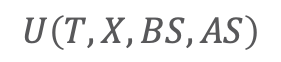 U(T, X, BS, AS)